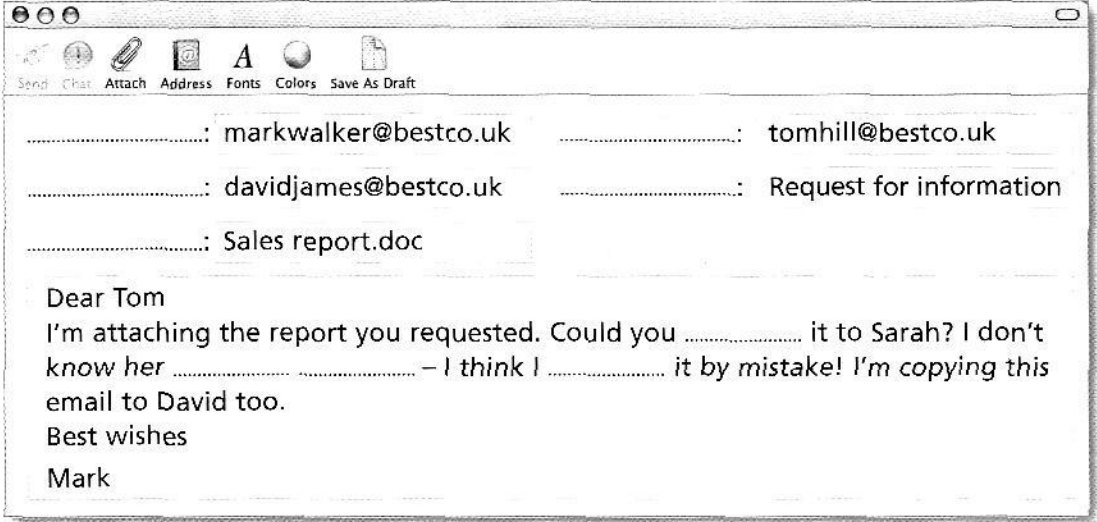 Send Chat Attach Address Fonts Colors Save As Draft
..............................: markwalker@bestco.uk ..............................: tomhill@bestco.uk
..............................: davidjames@bestco.uk ..............................: Request for information
..............................: Sales report.doc
Dear Tom
I'm attaching the report you requested. Could you .................... it to Sarah? I don't
know her .................... .................... – I think I .................... it by mistake! I'm copying this
email to David too.
Best wishes
Mark